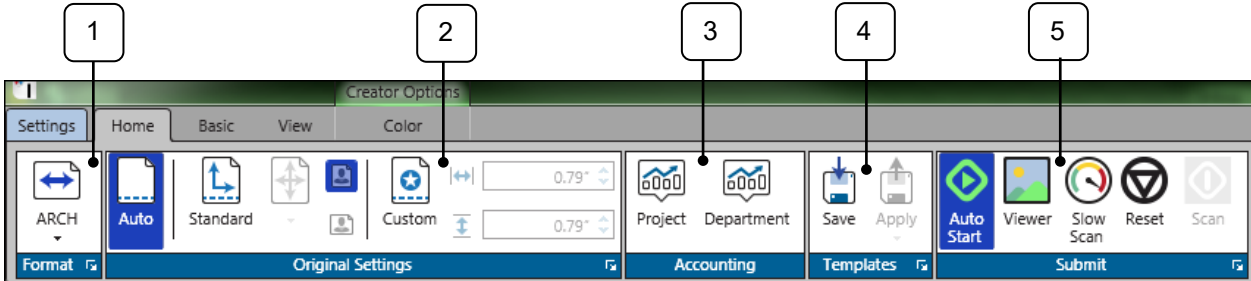 1 2 3 4 5
Creator Options
Settings Home Basic View Color
ARCH Auto Standard Custom 0.79" 0.79" Project Department Save Apply Auto Start Viewer Slow Scan Reset Scan
Format Original Settings Accounting Templates Submit